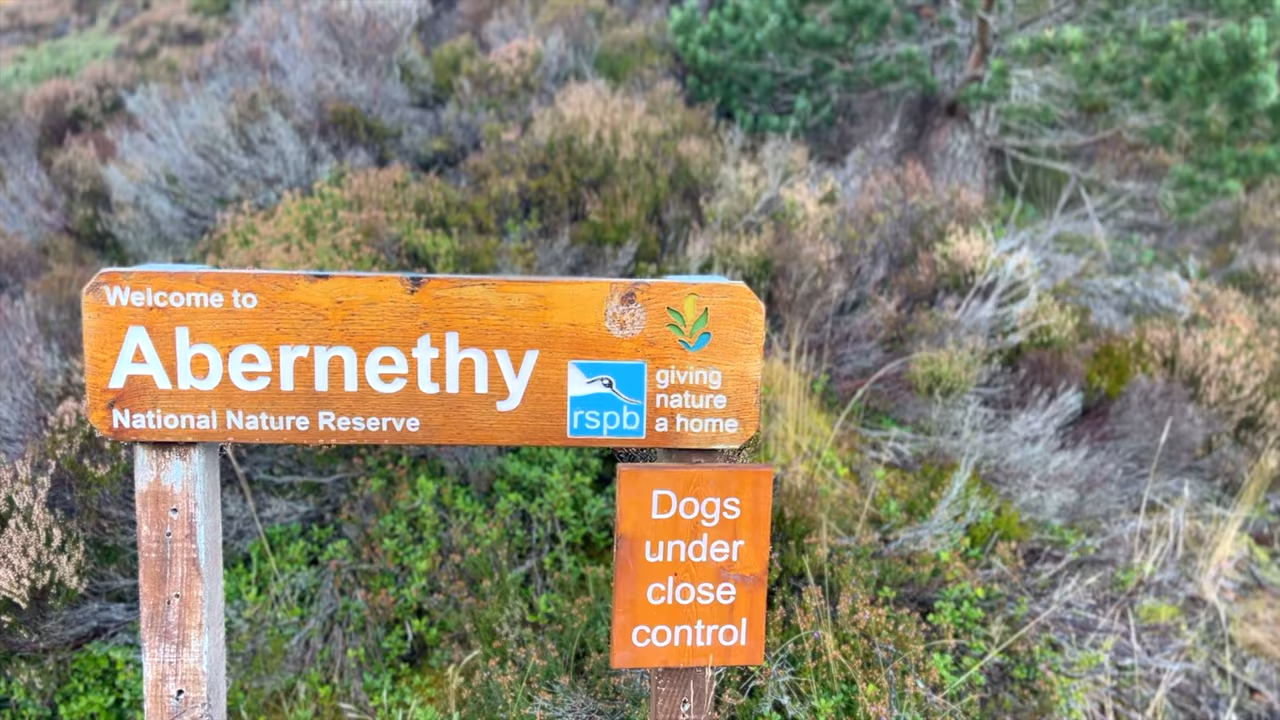 Welcome to
Abernethy
National Nature Reserve
rspb
giving
nature
a home
Dogs
under
close
control